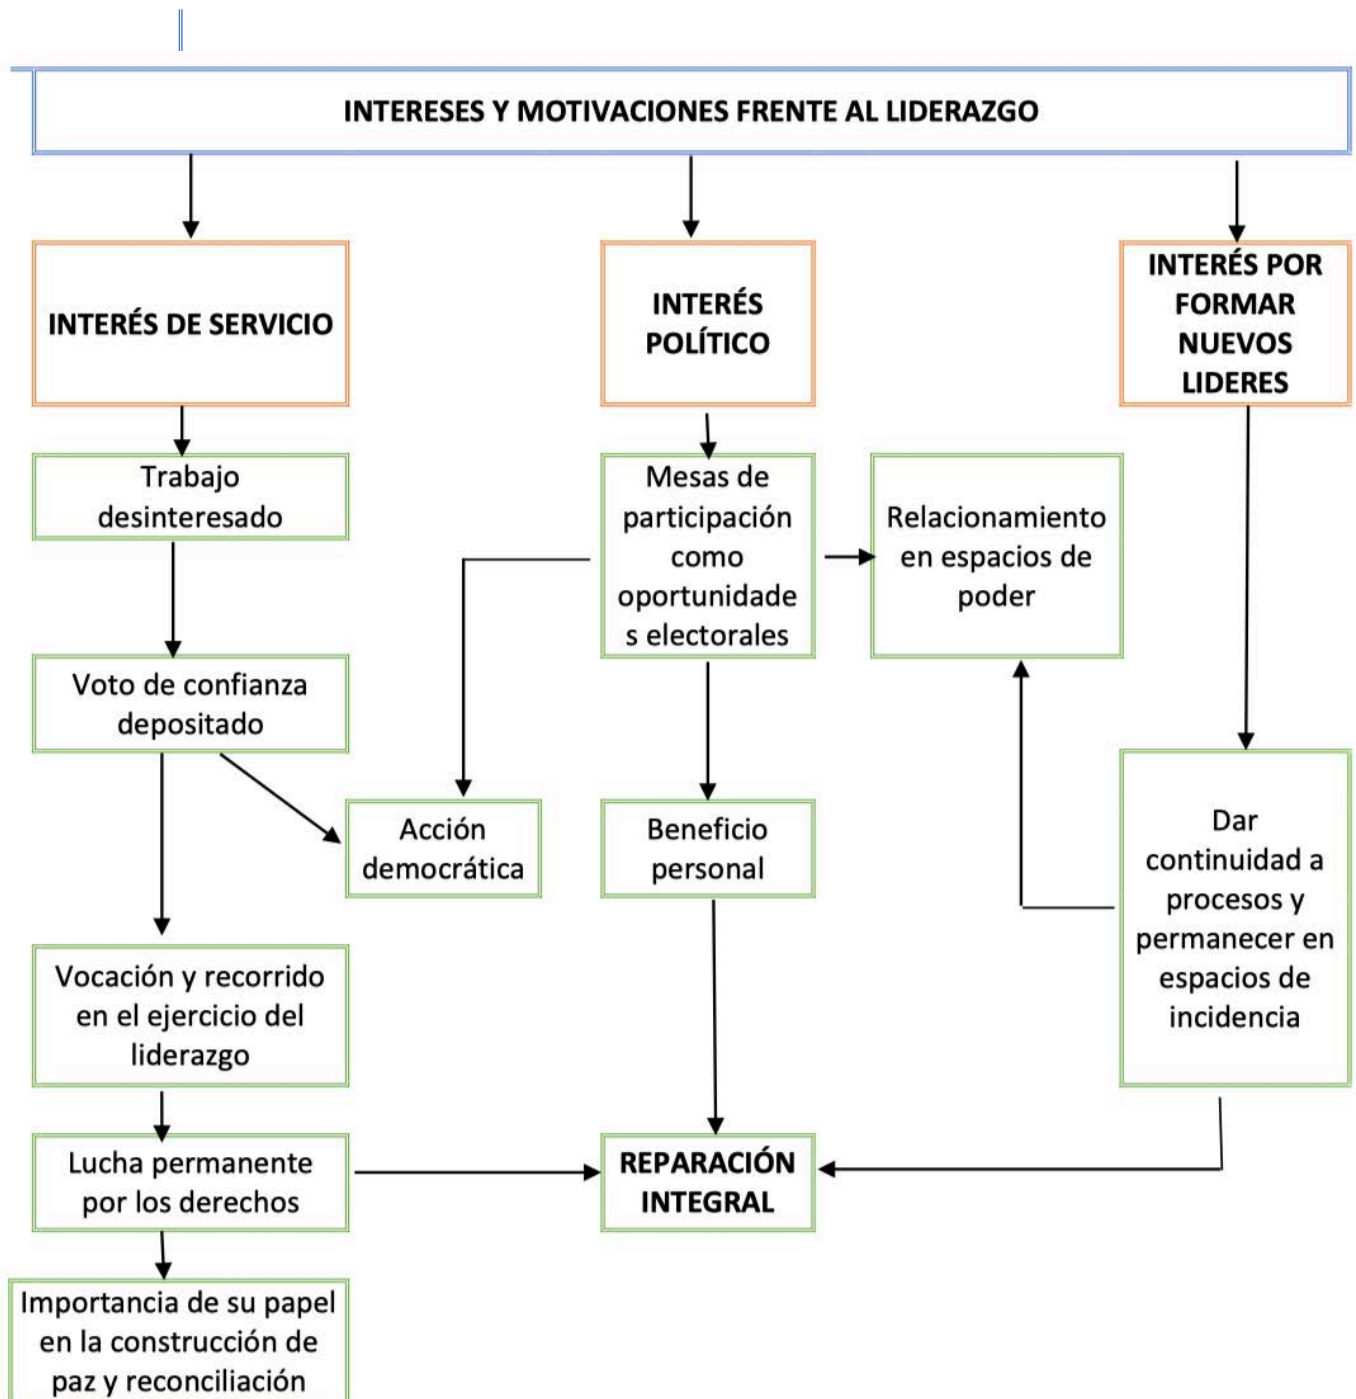 INTERESES Y MOTIVACIONES FRENTE AL LIDERAZGO
INTERÉS DE SERVICIO
INTERÉS
POLÍTICO
INTERÉS POR
FORMAR
NUEVOS
LIDERES
Trabajo
desinteresado
Mesas de
participación
como
oportunidade
s electorales
Relacionamiento
en espacios de
poder
Voto de confianza
depositado
Acción
democrática
Beneficio
personal
Dar
continuidad a
procesos y
permanecer en
espacios de
incidencia
Vocación y recorrido
en el ejercicio del
liderazgo
Lucha permanente
por los derechos
REPARACIÓN
INTEGRAL
Importancia de su papel
en la construcción de
paz y reconciliación